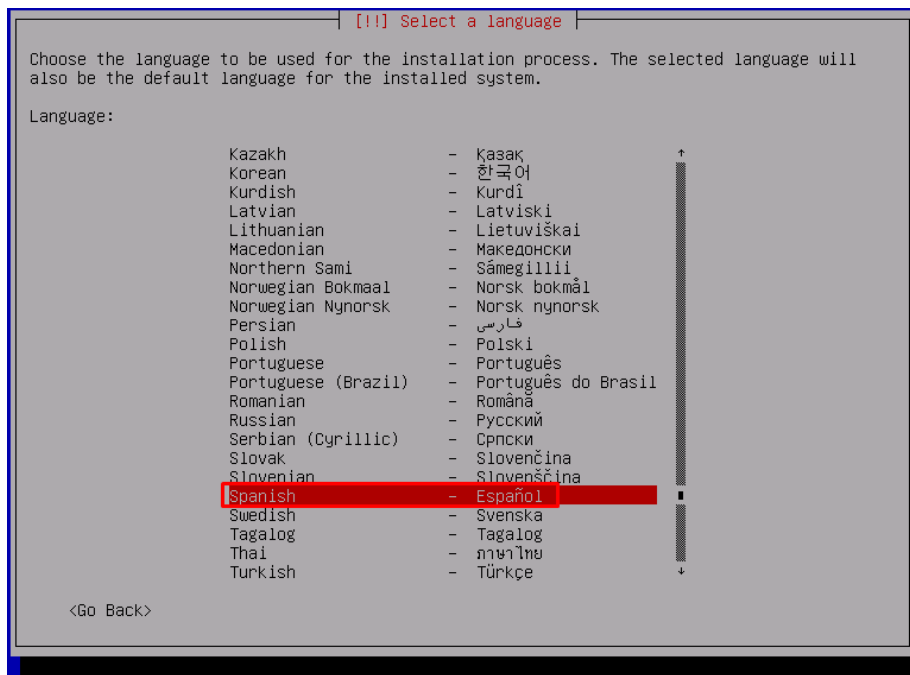 [!!] Select a language
Choose the language to be used for the installation process. The selected language will
also be the default language for the installed system.
Language:
Kazakh - Қазақ
Korean - 한국어
Kurdish - Kurdî
Latvian - Latviski
Lithuanian - Lietuviškai
Macedonian - Македонски
Northern Sami - Sámegillii
Norwegian Bokmaal - Norsk bokmål
Norwegian Nynorsk - Norsk nynorsk
Persian - فارسی
Polish - Polski
Portuguese - Português
Portuguese (Brazil) - Português do Brasil
Romanian - Română
Russian - Русский
Serbian (Cyrillic) - Српски
Slovak - Slovenčina
Slovenian - Slovenščina
Spanish - Español
Swedish - Svenska
Tagalog - Tagalog
Thai - ภาษาไทย
Turkish - Türkçe
<Go Back>